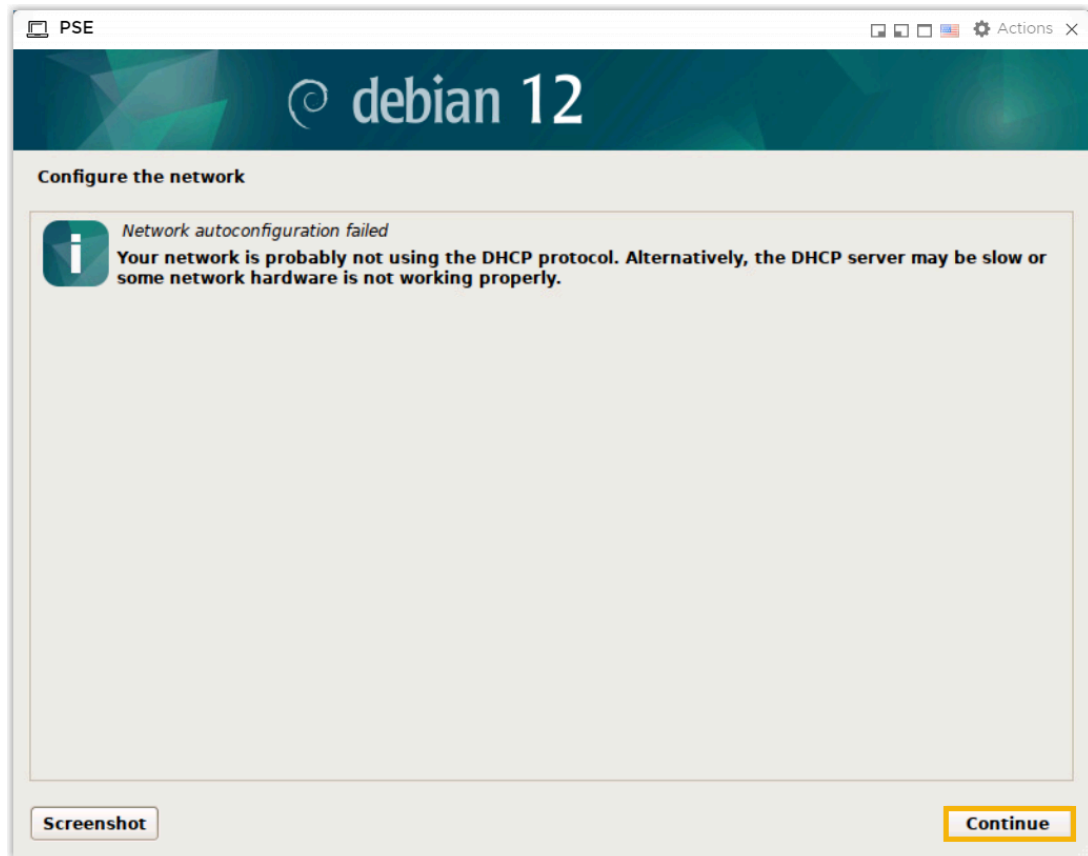 PSE
Actions
debian 12
Configure the network
Network autoconfiguration failed
Your network is probably not using the DHCP protocol. Alternatively, the DHCP server may be slow or
some network hardware is not working properly.
Screenshot
Continue